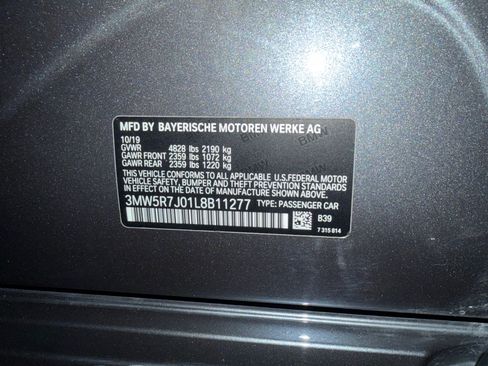 MFD BY BAYERISCHE MOTOREN WERKE AG
10/19
GVWR 4828 lbs 2190 kg
GAWR FRONT 2359 lbs 1072 kg
GAWR REAR 2359 lbs 1220 kg
THIS VEHICLE CONFORMS TO ALL APPLICABLE U.S.FEDERAL MOTOR
VEHICLE SAFETY, BUMPER AND THEFT PREVENTION STANDARDS IN
EFFECT ON THE DATE OF MANUFACTURE SHOWN ABOVE.
3MW5R7J01L8B11277 TYPE: PASSENGER CAR
B39
7 315 814